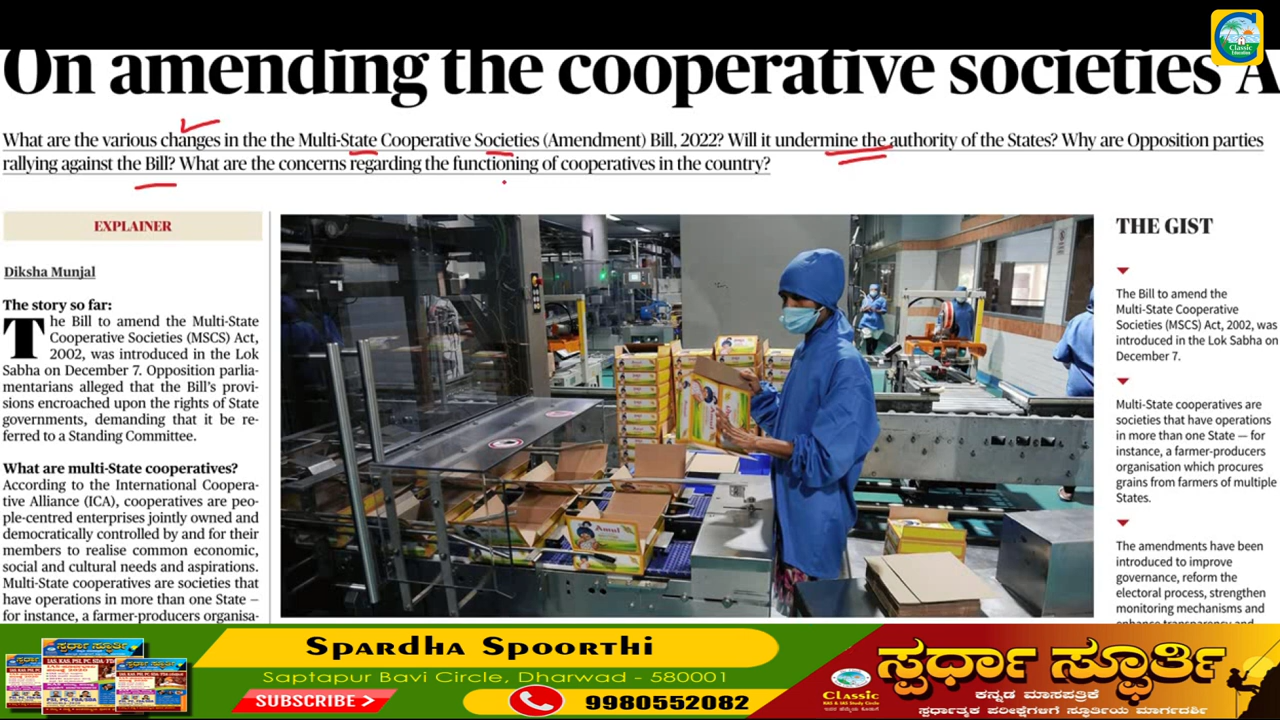 Classic
Education
On amending the cooperative societies A
What are the various changes in the the Multi-State Cooperative Societies (Amendment) Bill, 2022? Will it undermine the authority of the States? Why are Opposition parties
rallying against the Bill? What are the concerns regarding the functioning of cooperatives in the country?
EXPLAINER
Diksha Munjal
The story so far:
The Bill to amend the Multi-State
Cooperative Societies (MSCS) Act,
2002, was introduced in the Lok
Sabha on December 7. Opposition parlia-
mentarians alleged that the Bill's provi-
sions encroached upon the rights of State
governments, demanding that it be re-
ferred to a Standing Committee.
What are multi-State cooperatives?
According to the International Coopera-
tive Alliance (ICA), cooperatives are peo-
ple-centred enterprises jointly owned and
democratically controlled by and for their
members to realise common economic,
social and cultural needs and aspirations.
Multi-State cooperatives are societies that
have operations in more than one State –
for instance, a farmer-producers organisa-
Amul
THE GIST
The Bill to amend the
Multi-State Cooperative
Societies (MSCS) Act, 2002, was
introduced in the Lok Sabha on
December 7.
Multi-State cooperatives are
societies that have operations
in more than one State — for
instance, a farmer-producers
organisation which procures
grains from farmers of multiple
States.
The amendments have been
introduced to improve
governance, reform the
electoral process, strengthen
monitoring mechanisms and
enhance transparency and
ಸ್ಪರ್ಧಾ ಸ್ಫೂರ್ತಿ
SPARDHA SPOORTHI
Saptapur Bavi Circle, Dharwad - 580001
SUBSCRIBE >
9980552082
Classic
KAS & IAS Study Circle
ಸ್ಪರ್ಧಾ ಸ್ಫೂರ್ತಿ
ಕನ್ನಡ ಮಾಸಪತ್ರಿಕೆ
ಸ್ಪರ್ಧಾತ್ಮಕ ಪರೀಕ್ಷೆಗಳಿಗೆ ಸ್ಫೂರ್ತಿಯ ಮಾರ್ಗದರ್ಶಿ